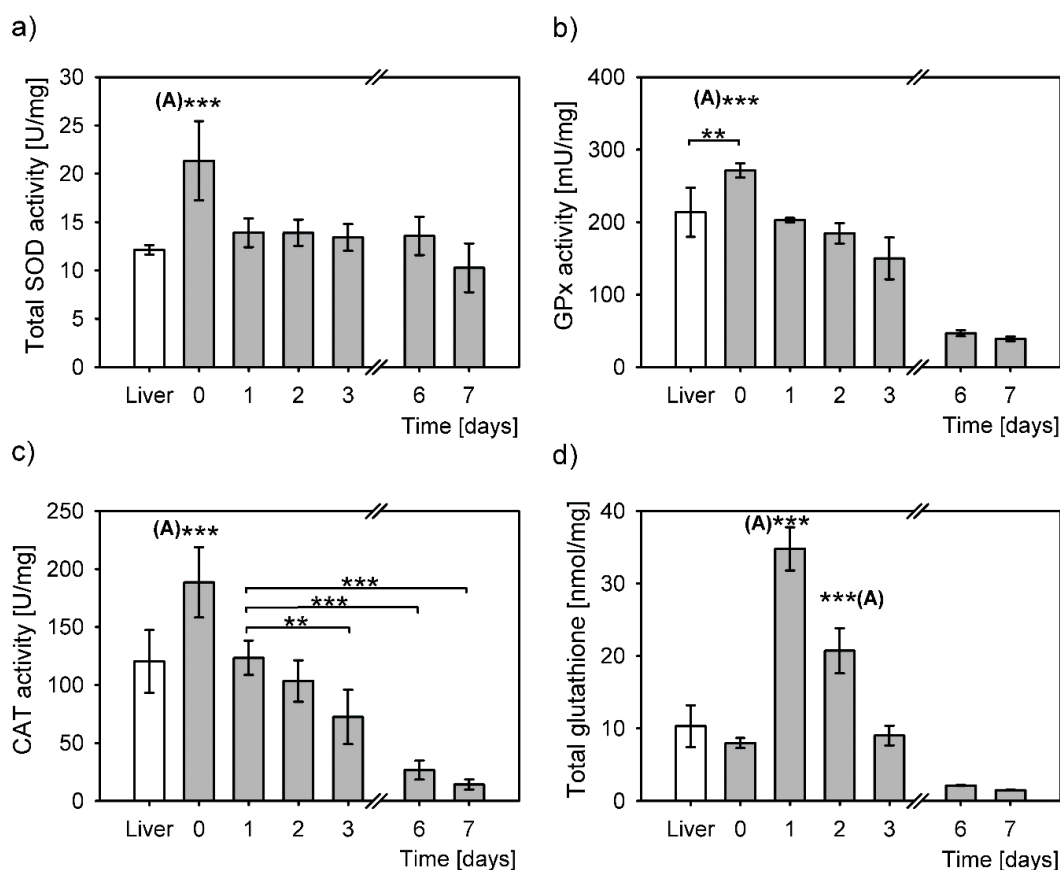 a)
Total SOD activity [U/mg]
30
25
20
15
10
5
0
(A)***
Liver 0 1 2 3 6 7
Time [days]
b)
GPx activity [mU/mg]
400
300
200
100
0
(A)***
**
Liver 0 1 2 3 6 7
Time [days]
c)
CAT activity [U/mg]
250
200
150
100
50
0
(A)***
***
***
**
Liver 0 1 2 3 6 7
Time [days]
d)
Total glutathione [nmol/mg]
40
30
20
10
0
(A)***
***(A)
Liver 0 1 2 3 6 7
Time [days]